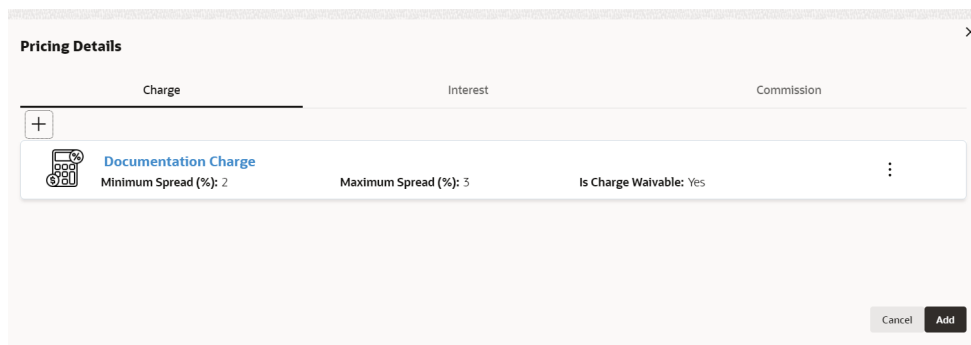 Pricing Details
Charge Interest Commission
Documentation Charge
Minimum Spread (%): 2 Maximum Spread (%): 3 Is Charge Waivable: Yes
Cancel Add